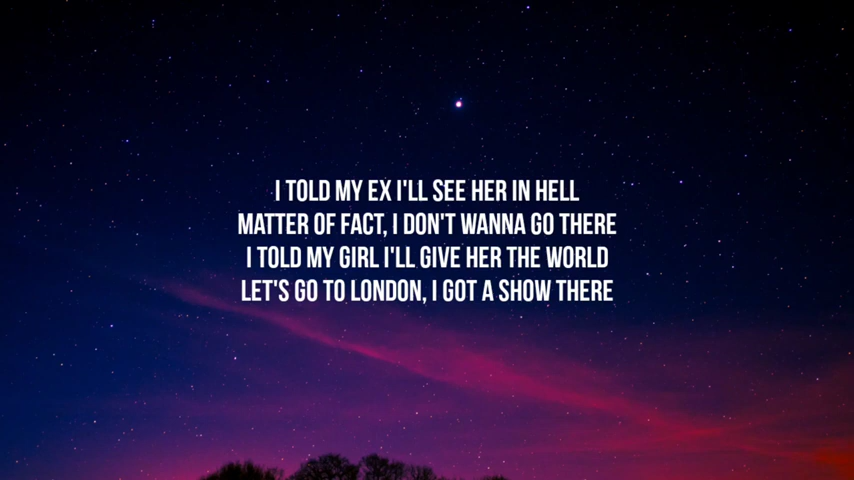 I TOLD MY EX I'LL SEE HER IN HELL
MATTER OF FACT, I DON'T WANNA GO THERE
I TOLD MY GIRL I'LL GIVE HER THE WORLD
LET'S GO TO LONDON, I GOT A SHOW THERE